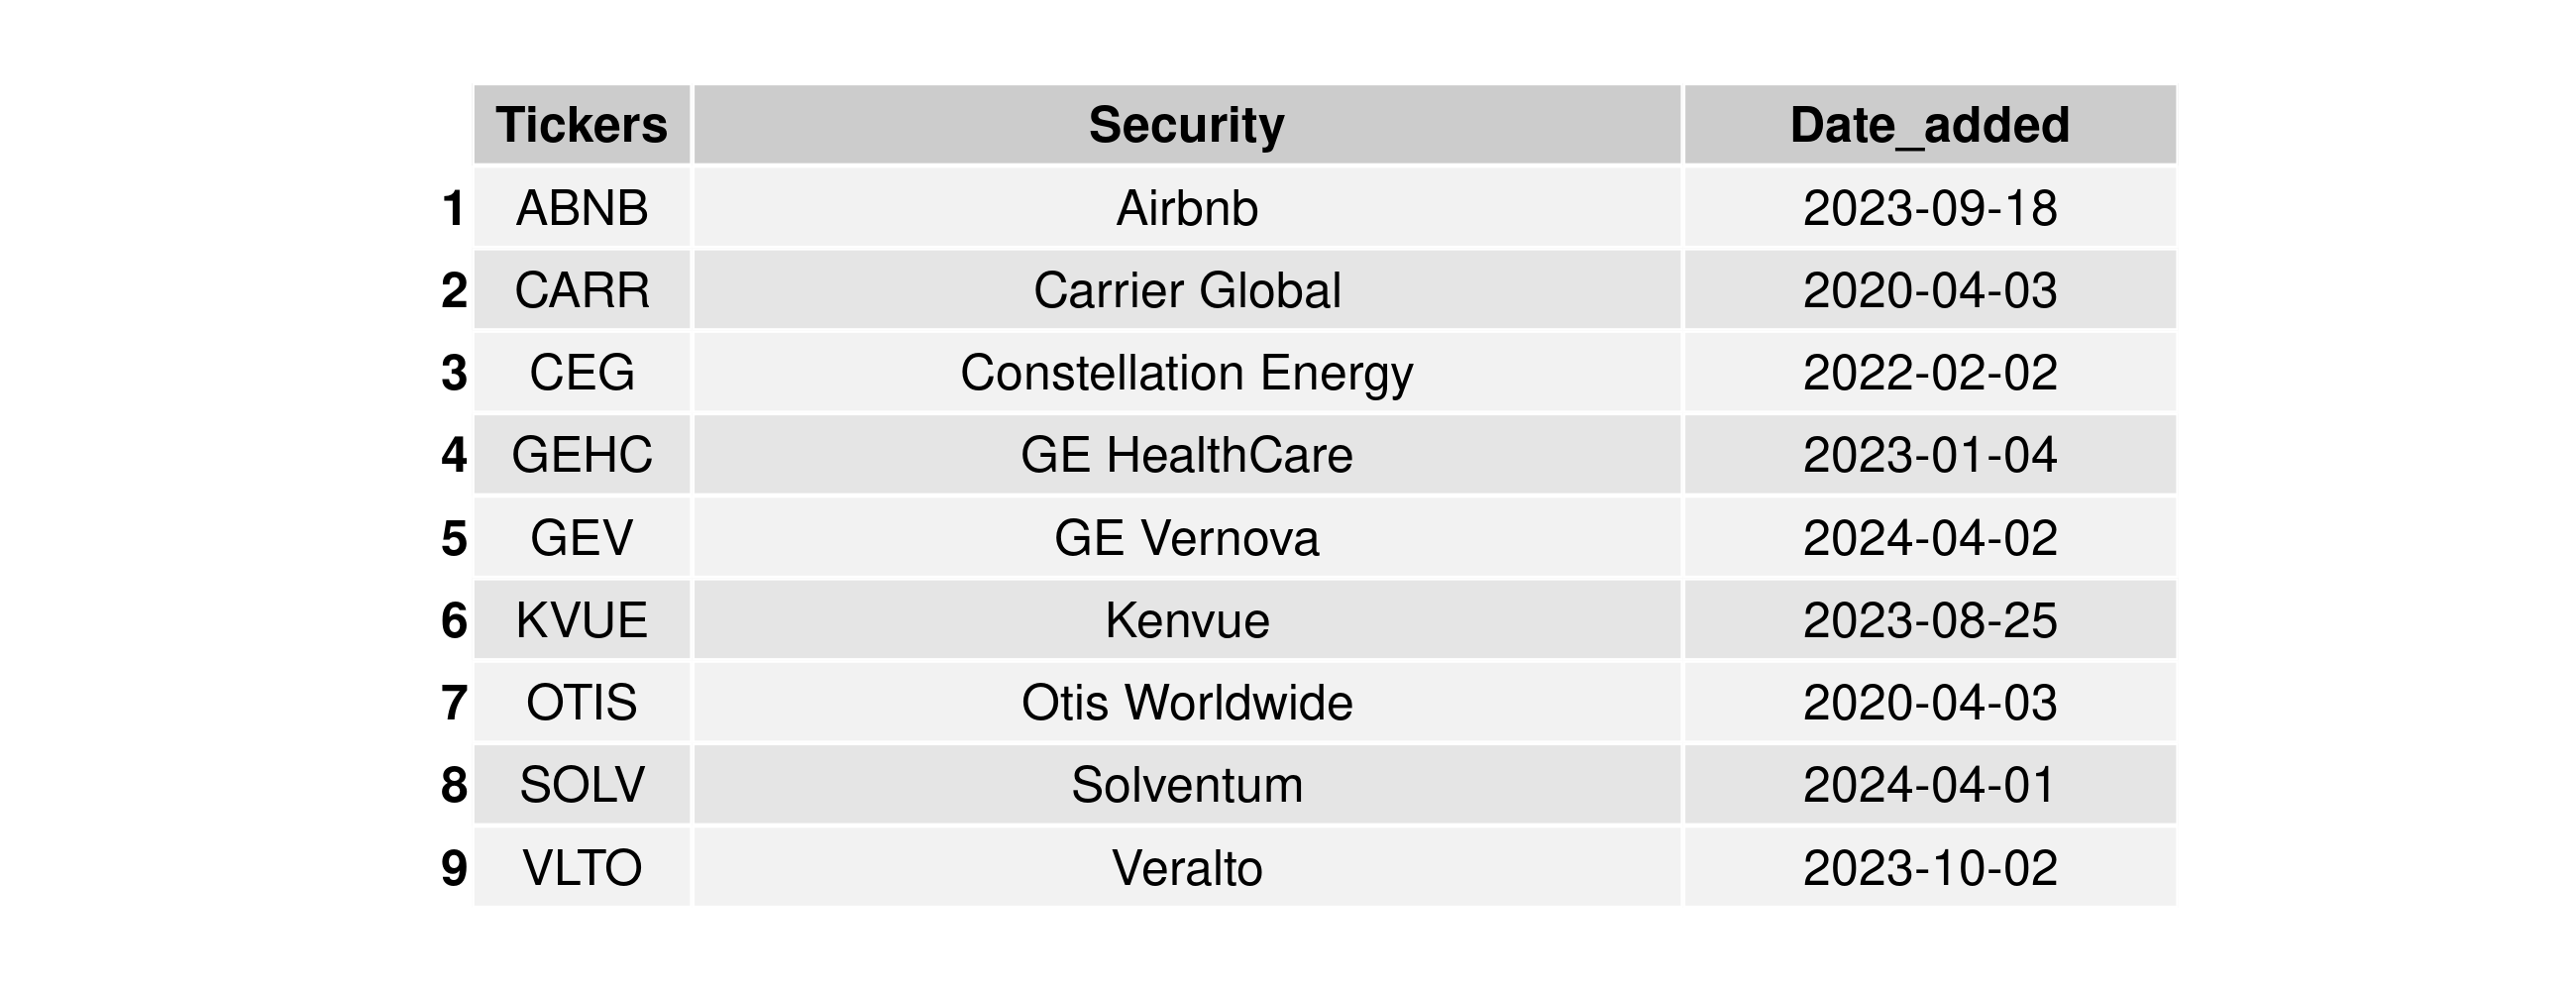 Tickers Security Date_added
1 ABNB Airbnb 2023-09-18
2 CARR Carrier Global 2020-04-03
3 CEG Constellation Energy 2022-02-02
4 GEHC GE HealthCare 2023-01-04
5 GEV GE Vernova 2024-04-02
6 KVUE Kenvue 2023-08-25
7 OTIS Otis Worldwide 2020-04-03
8 SOLV Solventum 2024-04-01
9 VLTO Veralto 2023-10-02